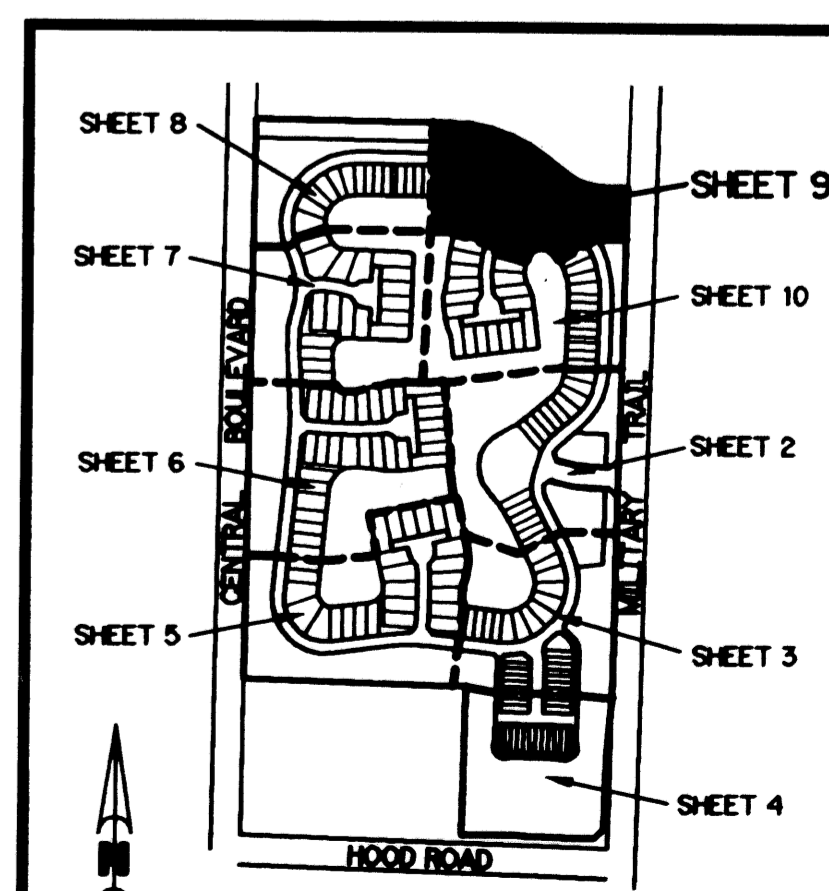 SHEET 8
SHEET 9
SHEET 7
SHEET 10
CENTRAL BOULEVARD
MILITARY TRAIL
SHEET 6
SHEET 2
SHEET 5
SHEET 3
SHEET 4
HOOD ROAD
N